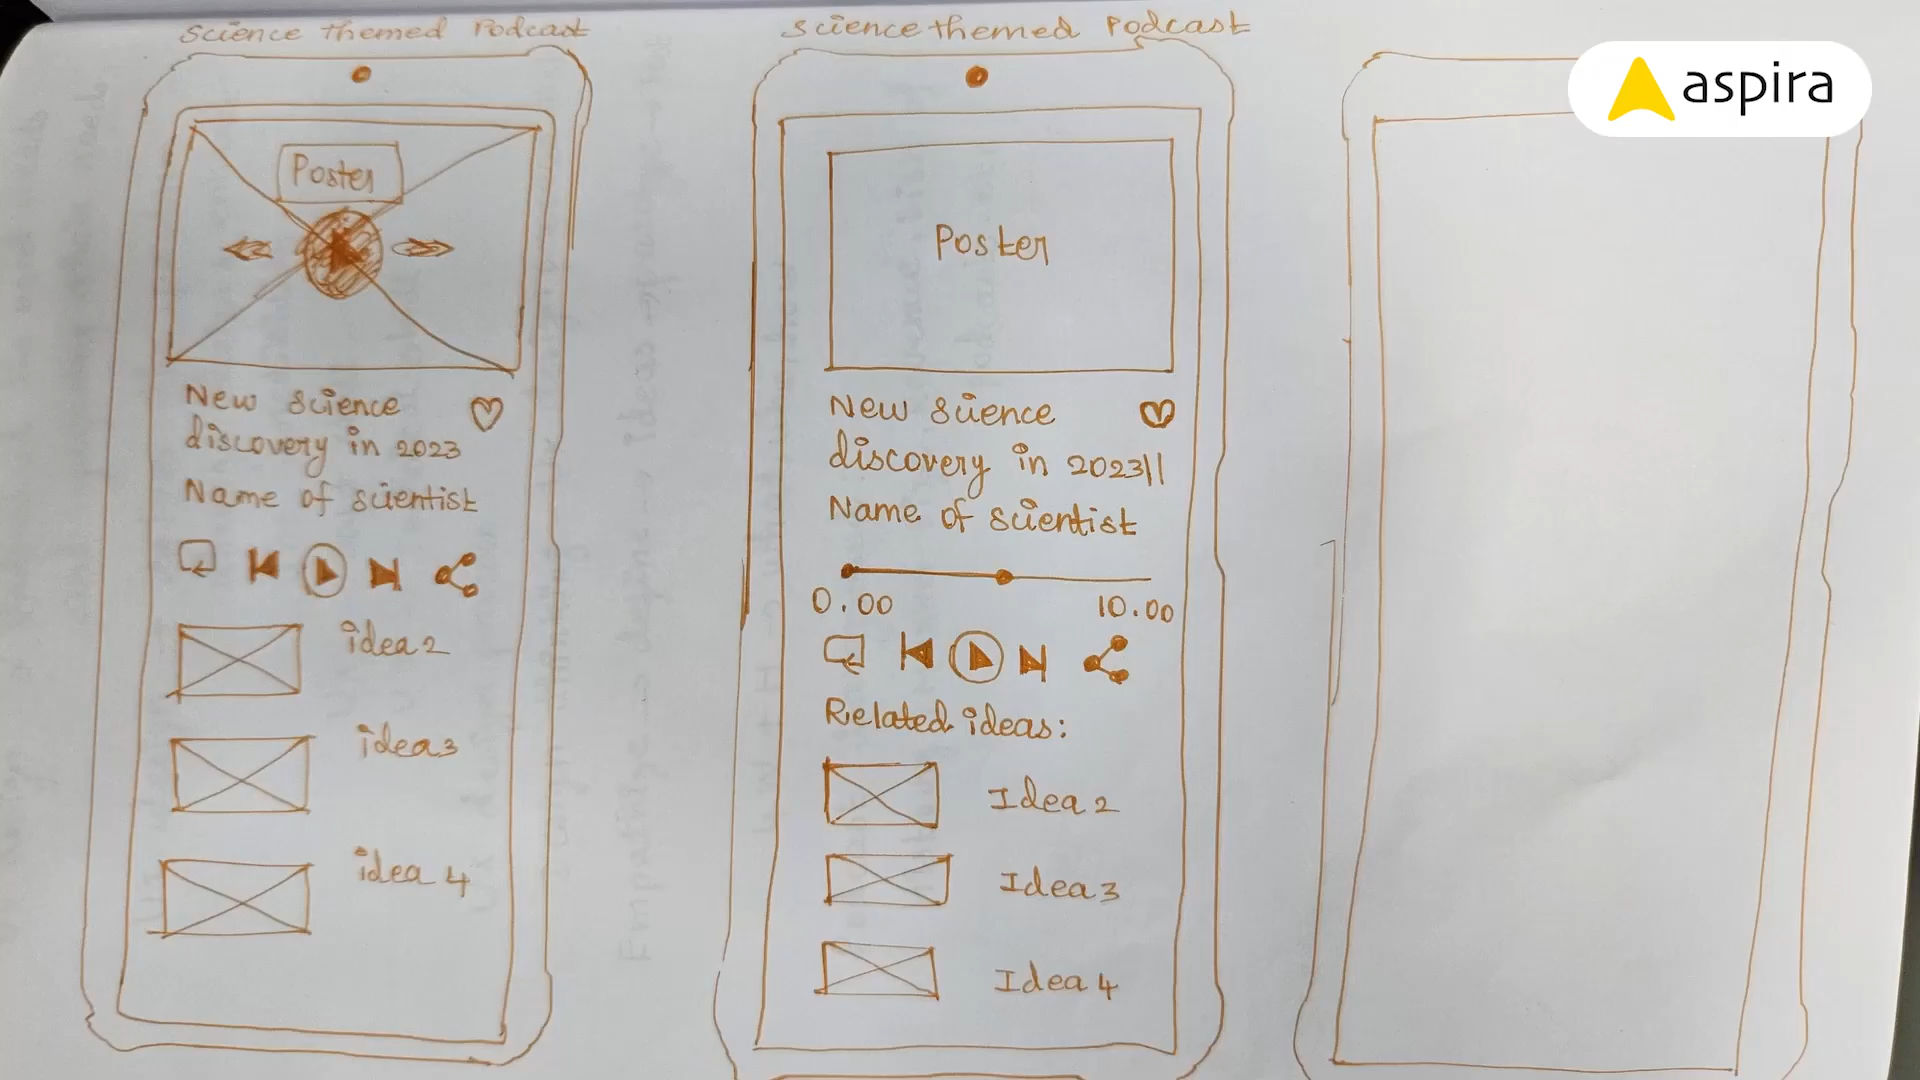 Science themed Podcast
Poster
New science
discovery in 2023
Name of scientist
idea 2
idea 3
idea 4
Science themed Podcast
Poster
New science
discovery in 2023||
Name of scientist
0.00 10.00
Related ideas:
Idea 2
Idea 3
Idea 4
aspira